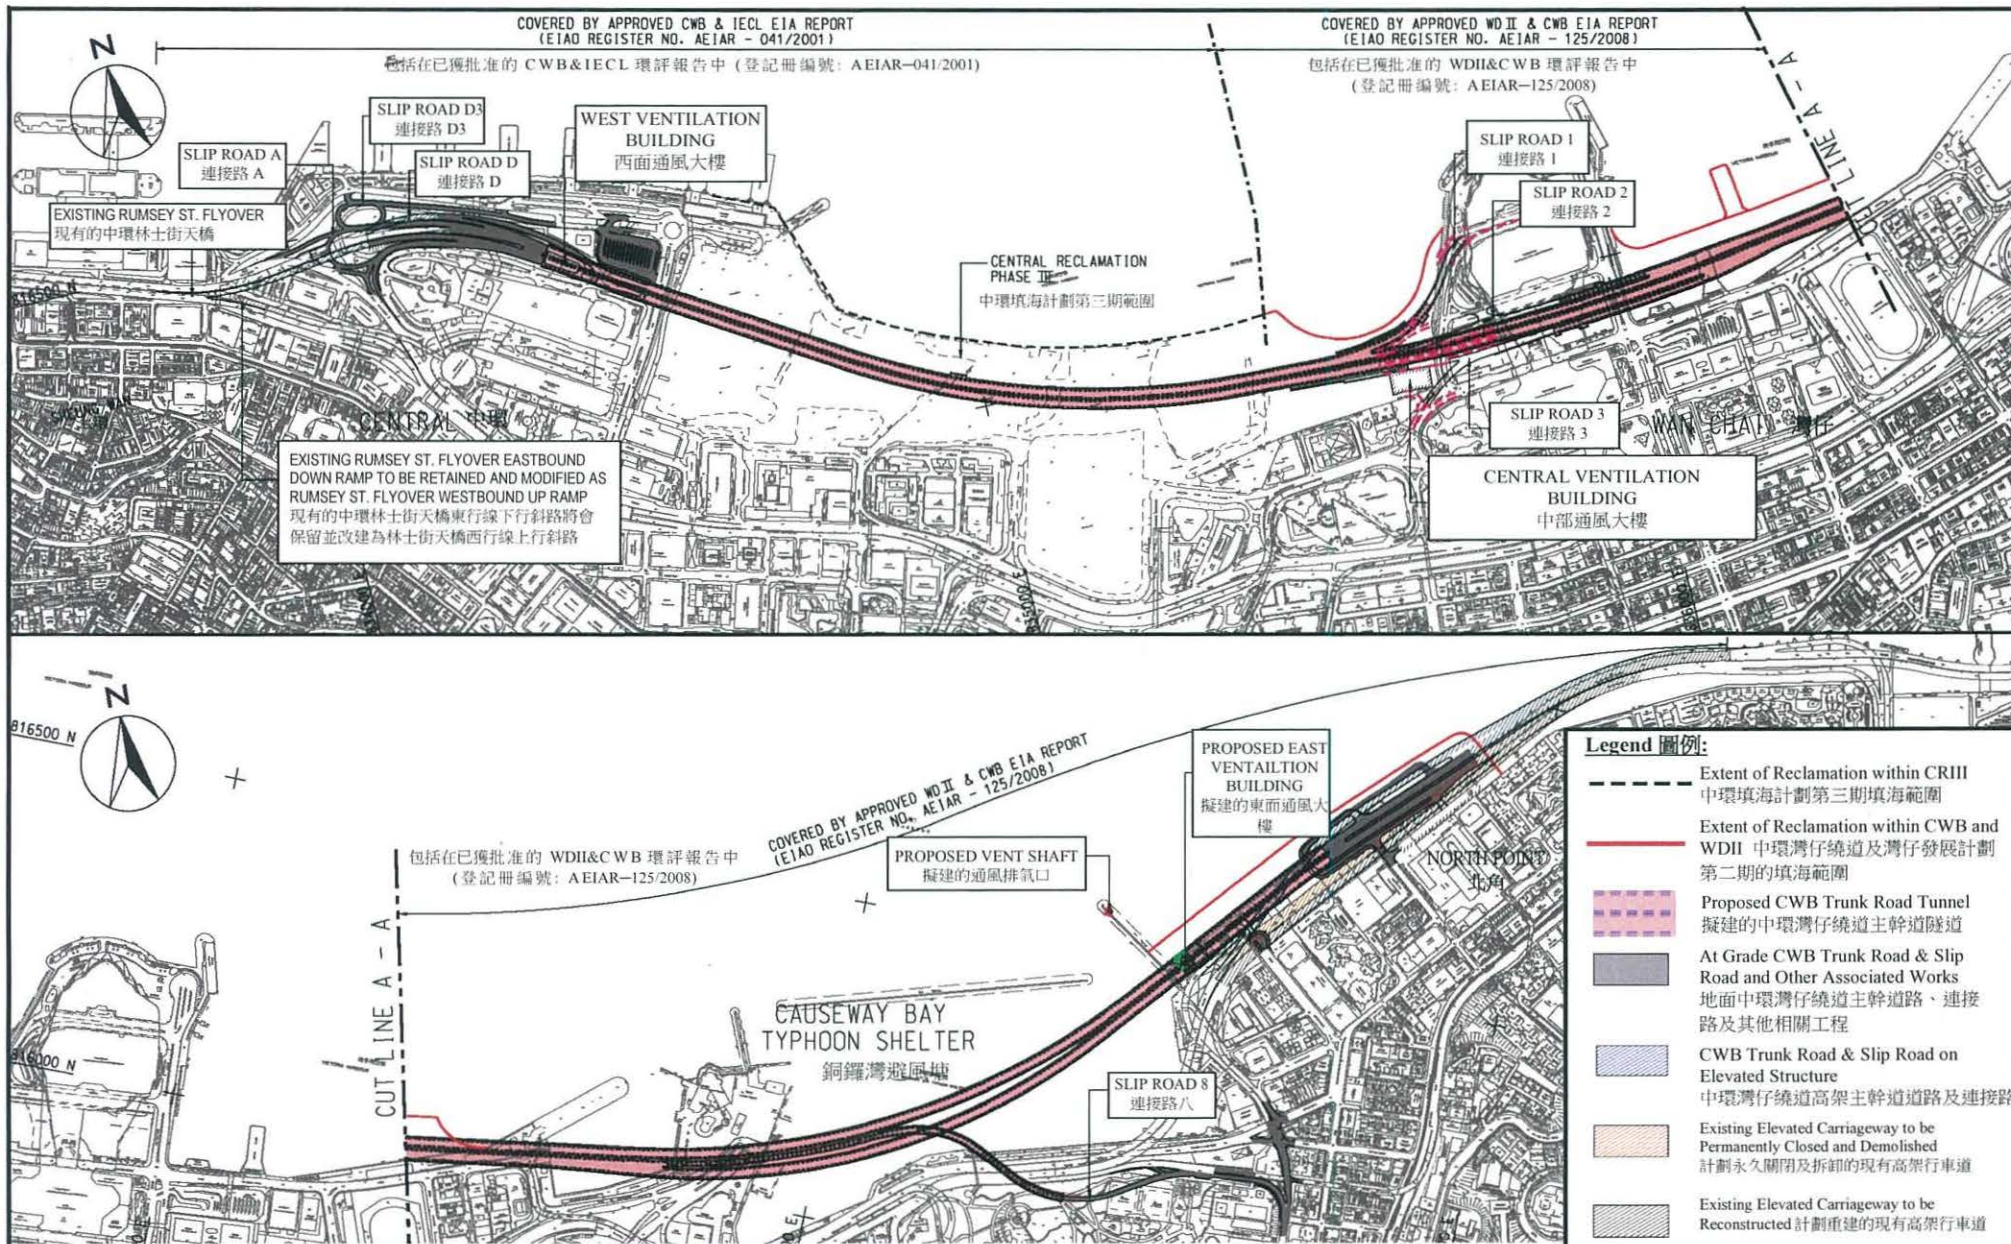 COVERED BY APPROVED CWB & IECL EIA REPORT
(EIAO REGISTER NO. AEIAR - 041/2001)
包括在已獲批准的 CWB&IECL 環評報告中 (登記冊編號: AEIAR-041/2001)
COVERED BY APPROVED WDII & CWB EIA REPORT
(EIAO REGISTER NO. AEIAR - 125/2008)
包括在已獲批准的 WDII&CWB 環評報告中
(登記冊編號: AEIAR-125/2008)
N
SLIP ROAD D3
連接路 D3
SLIP ROAD A
連接路 A
SLIP ROAD D
連接路 D
WEST VENTILATION
BUILDING
西面通風大樓
EXISTING RUMSEY ST. FLYOVER
現有的中環林士街天橋
SLIP ROAD 1
連接路 1
SLIP ROAD 2
連接路 2
CUT LINE A - A
CENTRAL RECLAMATION
PHASE III
中環填海計劃第三期範圍
816500 N
SHEUNG WAN
上環
CENTRAL 中環
EXISTING RUMSEY ST. FLYOVER EASTBOUND
DOWN RAMP TO BE RETAINED AND MODIFIED AS
RUMSEY ST. FLYOVER WESTBOUND UP RAMP
現有的中環林士街天橋東行線下行斜路將會
保留並改建為林士街天橋西行線上行斜路
SLIP ROAD 3
連接路 3
WAN CHAI 灣仔
CENTRAL VENTILATION
BUILDING
中部通風大樓
N
816500 N
COVERED BY APPROVED WDII & CWB EIA REPORT
(EIAO REGISTER NO. AEIAR - 125/2008)
包括在已獲批准的 WDII&CWB 環評報告中
(登記冊編號: AEIAR-125/2008)
PROPOSED EAST
VENTAILTION
BUILDING
擬建的東面通風大
樓
PROPOSED VENT SHAFT
擬建的通風排氣口
NORTH POINT
北角
CUT LINE A - A
CAUSEWAY BAY
TYPHOON SHELTER
銅鑼灣避風塘
816000 N
SLIP ROAD 8
連接路八
Legend 圖例:
Extent of Reclamation within CRIII
中環填海計劃第三期填海範圍
Extent of Reclamation within CWB and
WDII 中環灣仔繞道及灣仔發展計劃
第二期的填海範圍
Proposed CWB Trunk Road Tunnel
擬建的中環灣仔繞道主幹道隧道
At Grade CWB Trunk Road & Slip
Road and Other Associated Works
地面中環灣仔繞道主幹道路、連接
路及其他相關工程
CWB Trunk Road & Slip Road on
Elevated Structure
中環灣仔繞道高架主幹道道路及連接路
Existing Elevated Carriageway to be
Permanently Closed and Demolished
計劃永久關閉及拆卸的現有高架行車道
Existing Elevated Carriageway to be
Reconstructed 計劃重建的現有高架行車道